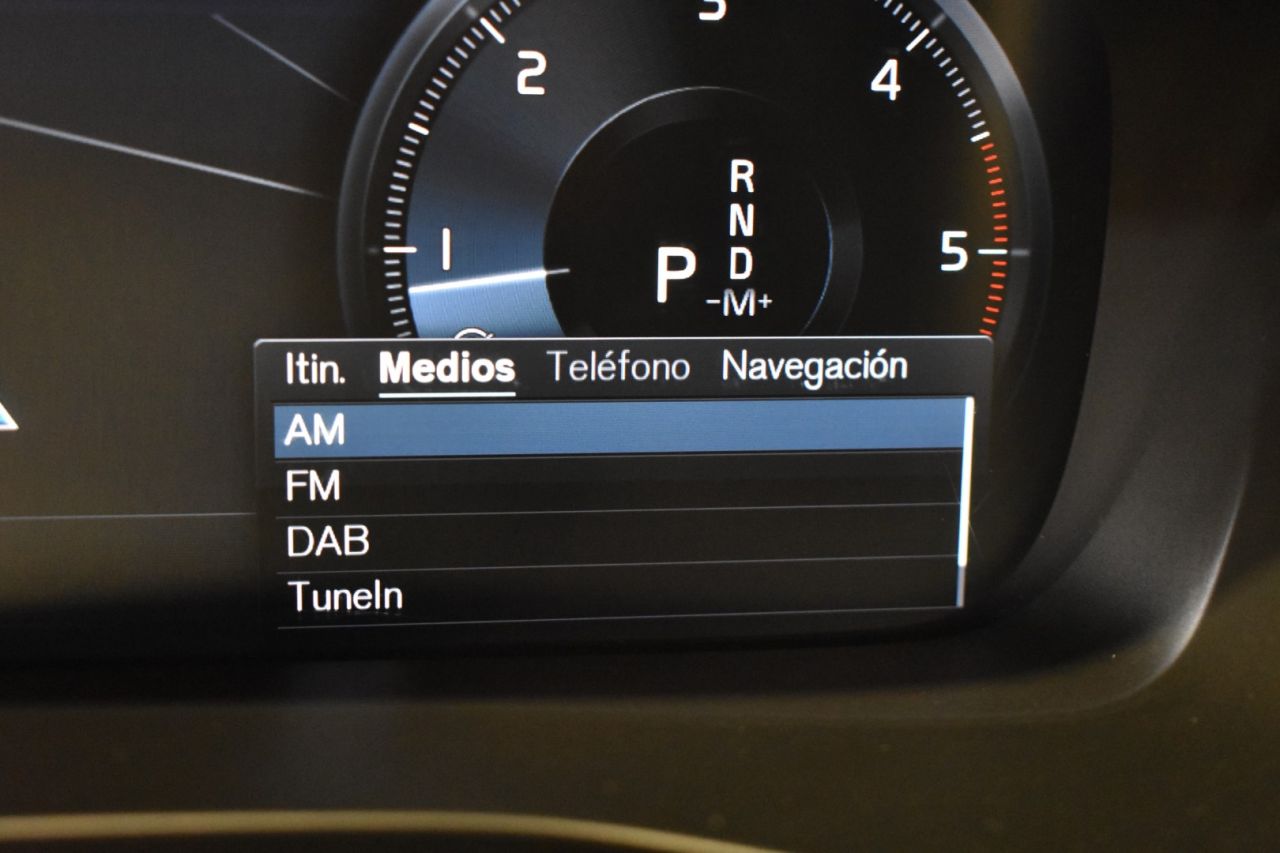 3
2
4
R
N
1
5
P
D
-M+
Itin. Medios Teléfono Navegación
AM
FM
DAB
TuneIn